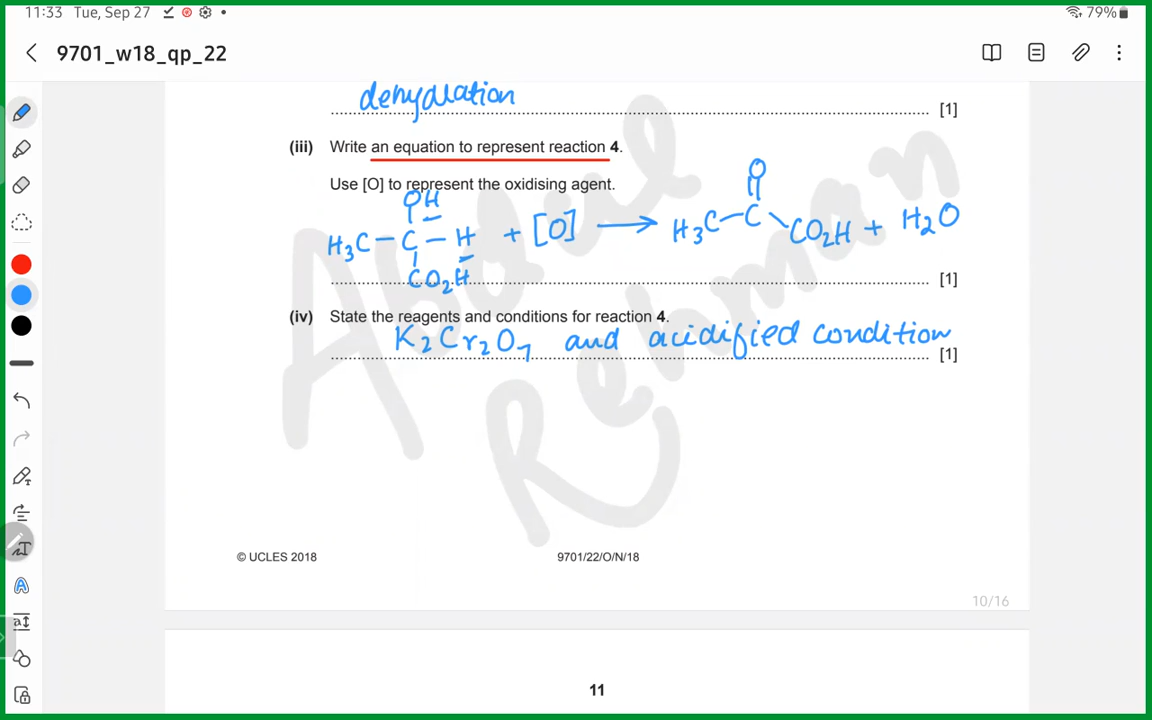 11:33 Tue, Sep 27
79%
9701_w18_qp_22
dehydration
[1]
(iii) Write an equation to represent reaction 4.
Use [O] to represent the oxidising agent.
OH
H3C-C-H + [O] → H3C-C-CO2H + H2O
O
CO2H
[1]
(iv) State the reagents and conditions for reaction 4.
K2Cr2O7 and acidified condition
[1]
Abdul
Rehman
© UCLES 2018
9701/22/O/N/18
10/16
11